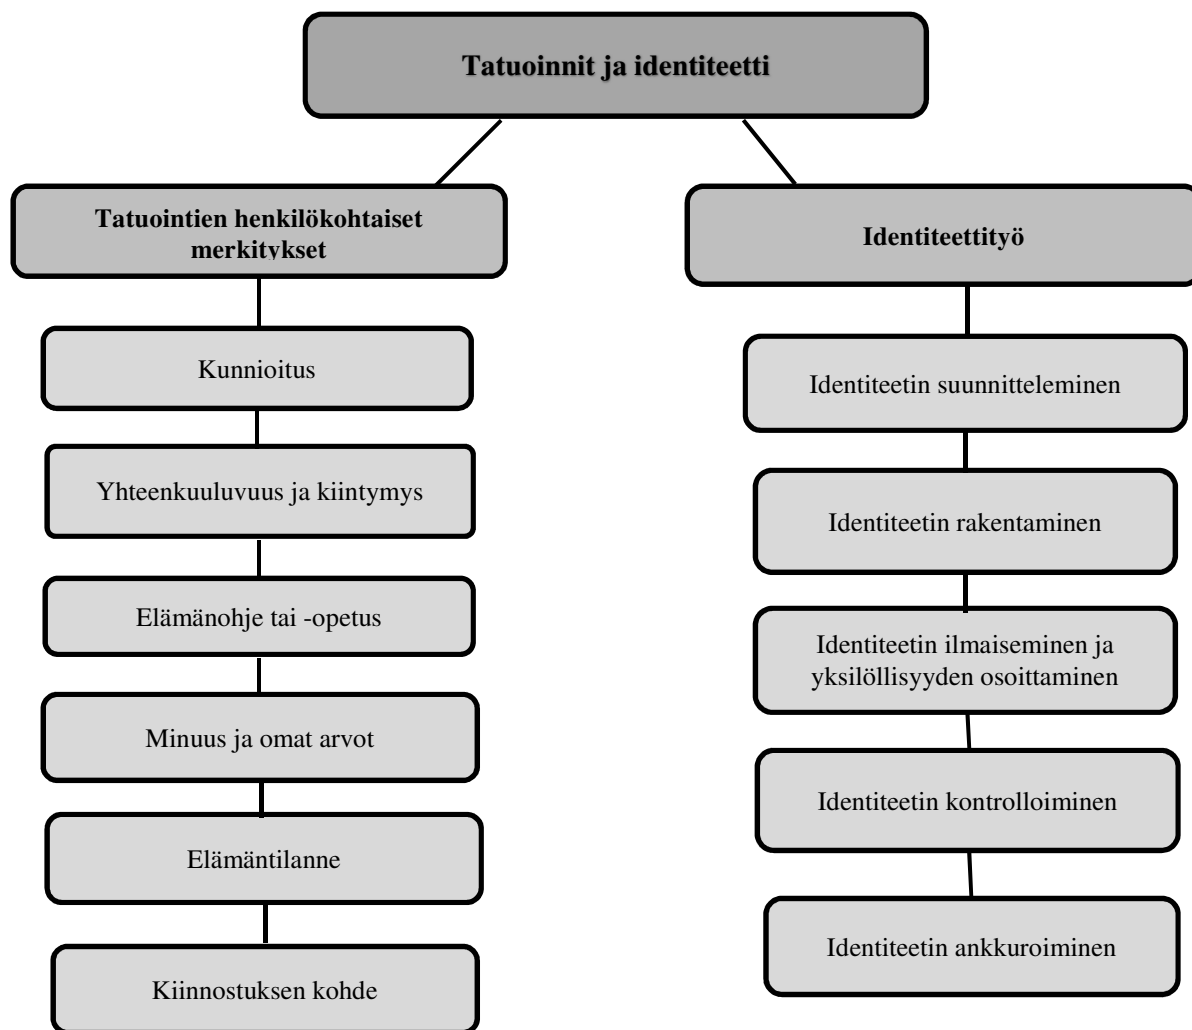 Tatuoinnit ja identiteetti
Tatuointien henkilökohtaiset
merkitykset
Kunnioitus
Yhteenkuuluvuus ja kiintymys
Elämänohje tai -opetus
Minuus ja omat arvot
Elämäntilanne
Kiinnostuksen kohde
Identiteettityö
Identiteetin suunnitteleminen
Identiteetin rakentaminen
Identiteetin ilmaiseminen ja
yksilöllisyyden osoittaminen
Identiteetin kontrolloiminen
Identiteetin ankkuroiminen